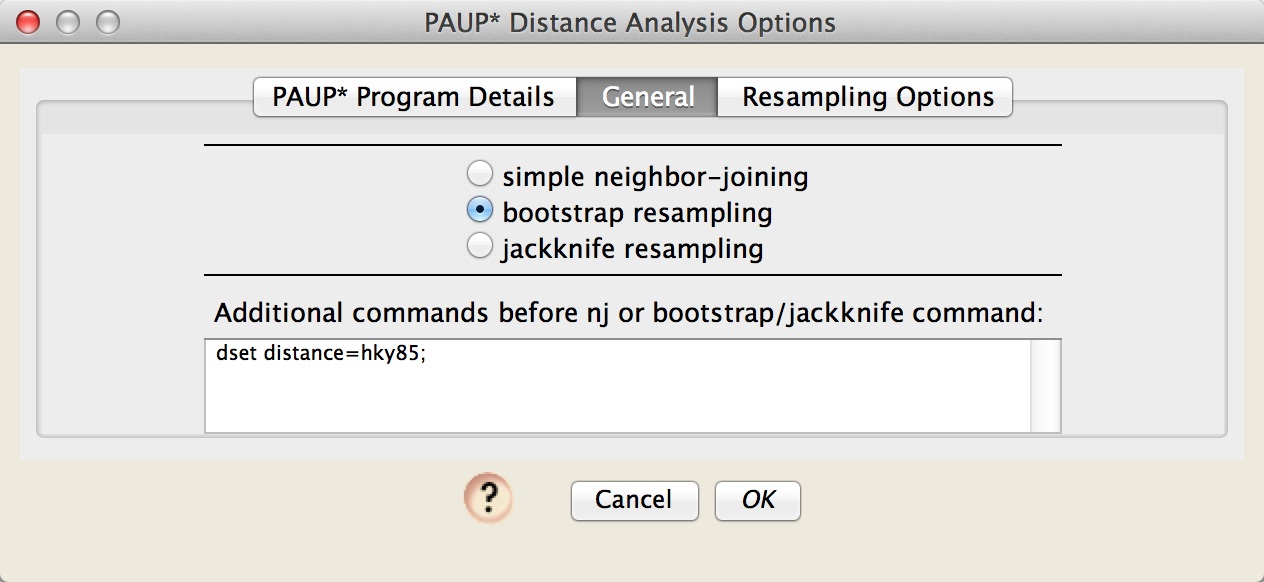 PAUP* Distance Analysis Options
PAUP* Program Details General Resampling Options
simple neighbor-joining
bootstrap resampling
jackknife resampling
Additional commands before nj or bootstrap/jackknife command:
dset distance=hky85;
? Cancel OK